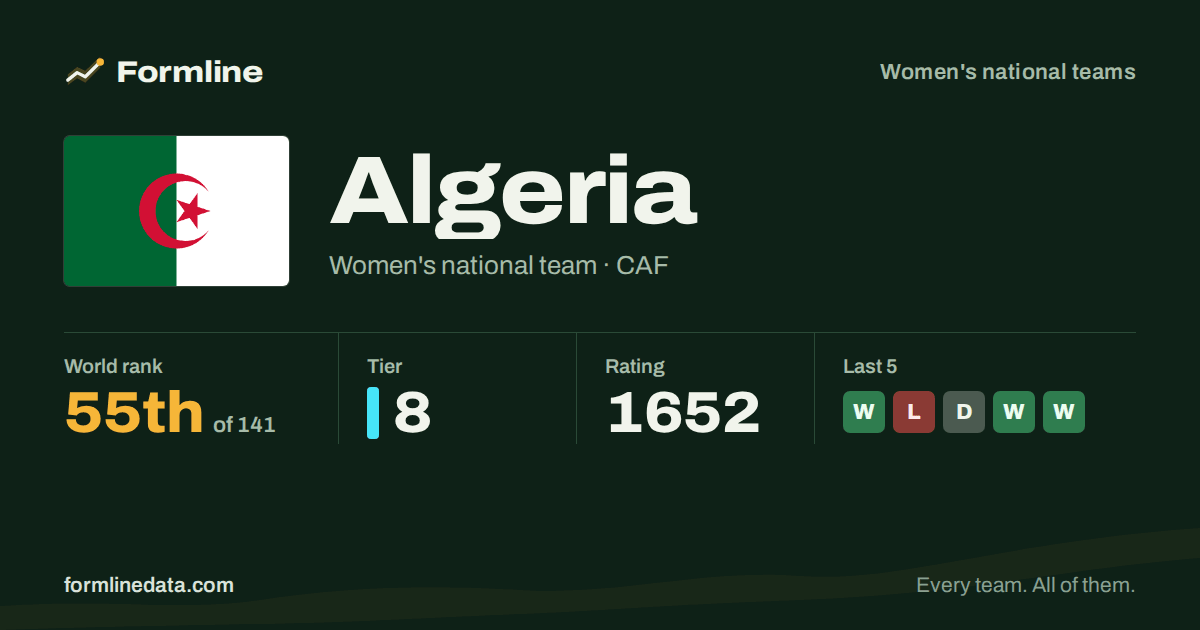 Formline
Women's national teams
Algeria
Women's national team · CAF
World rank
55th of 141
Tier
8
Rating
1652
Last 5
W L D W W
formlinedata.com
Every team. All of them.